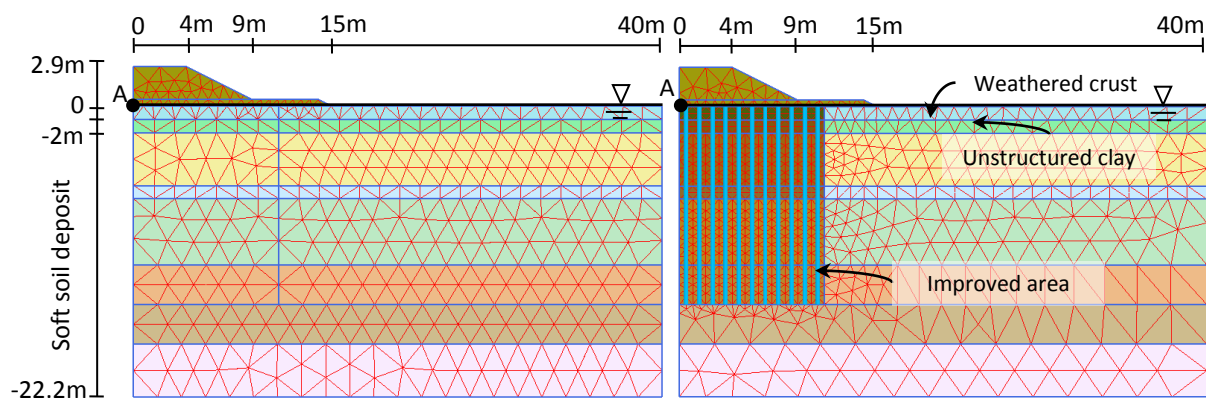 0 4m 9m 15m 40m
0 4m 9m 15m 40m
2.9m
A
0
-2m
Soft soil deposit
-22.2m
A
Weathered crust
Unstructured clay
Improved area